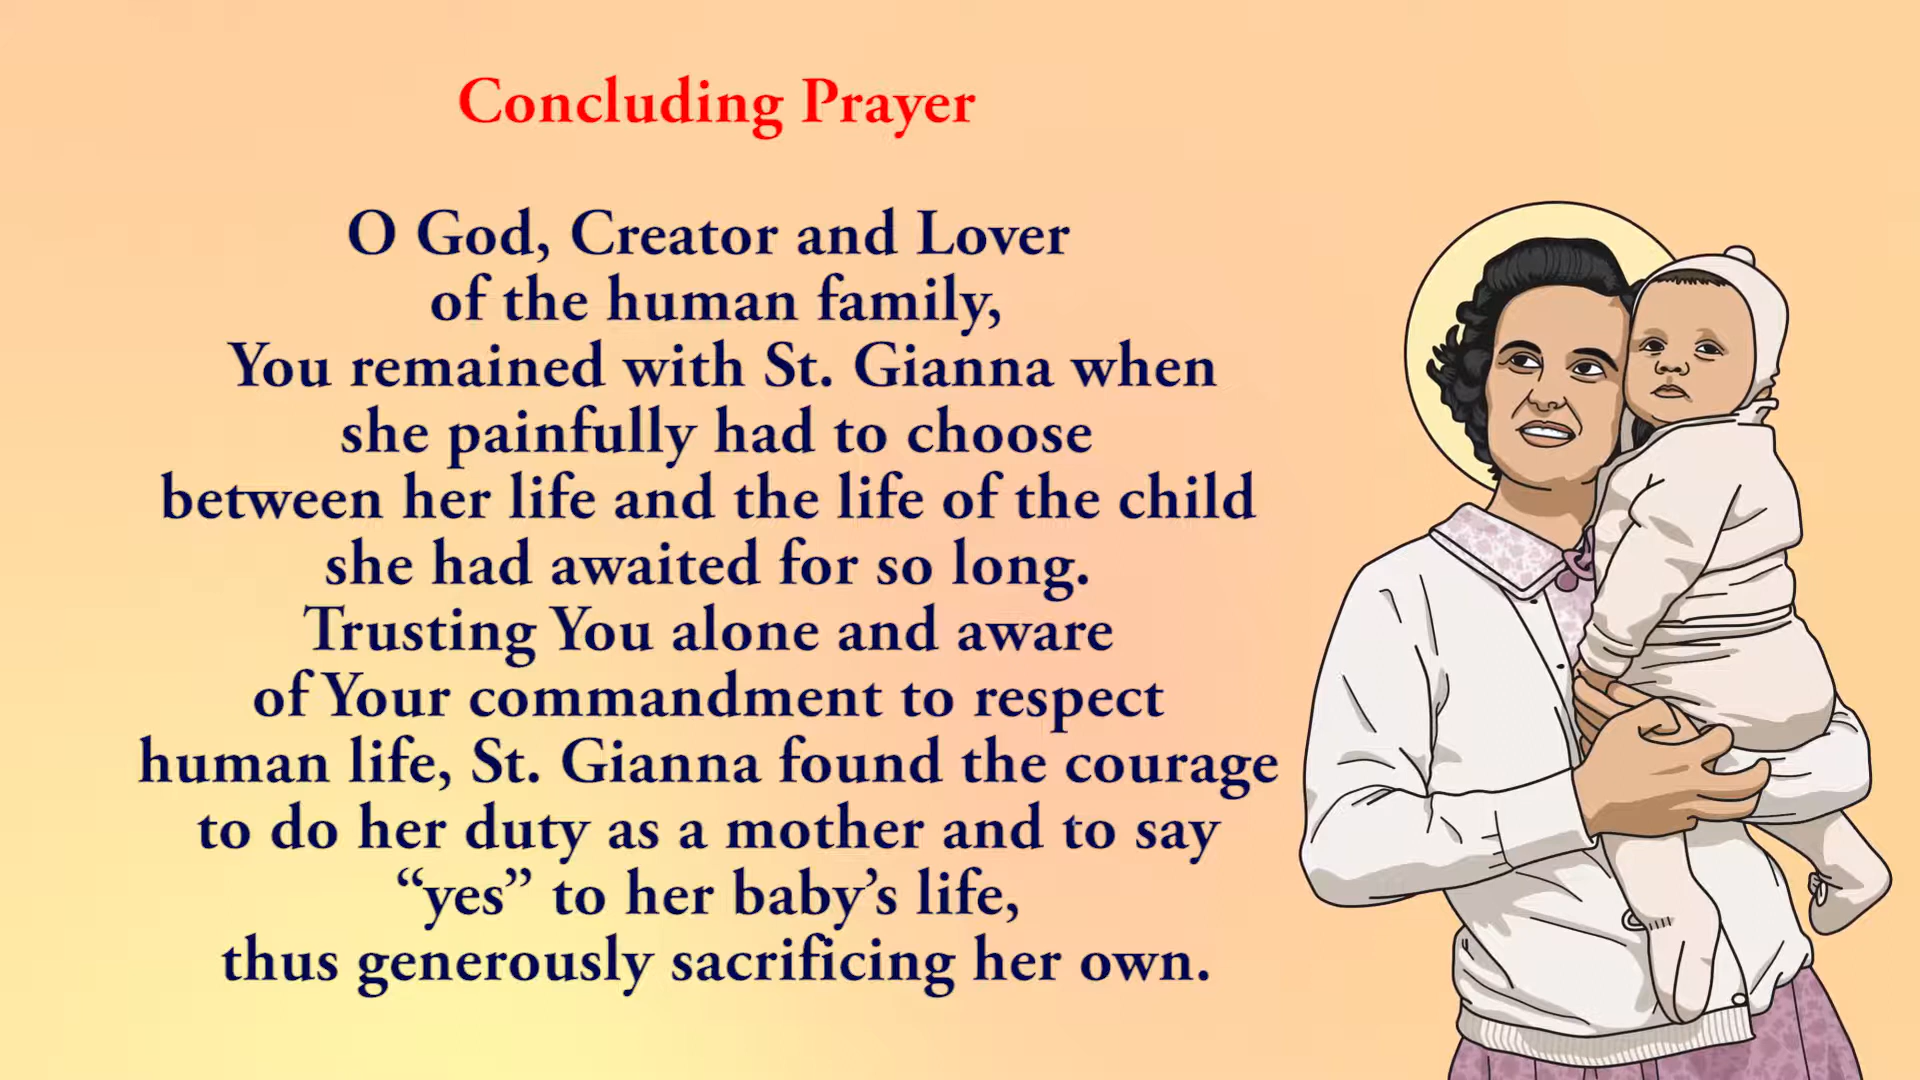 Concluding Prayer
O God, Creator and Lover
of the human family,
You remained with St. Gianna when
she painfully had to choose
between her life and the life of the child
she had awaited for so long.
Trusting You alone and aware
of Your commandment to respect
human life, St. Gianna found the courage
to do her duty as a mother and to say
“yes” to her baby’s life,
thus generously sacrificing her own.